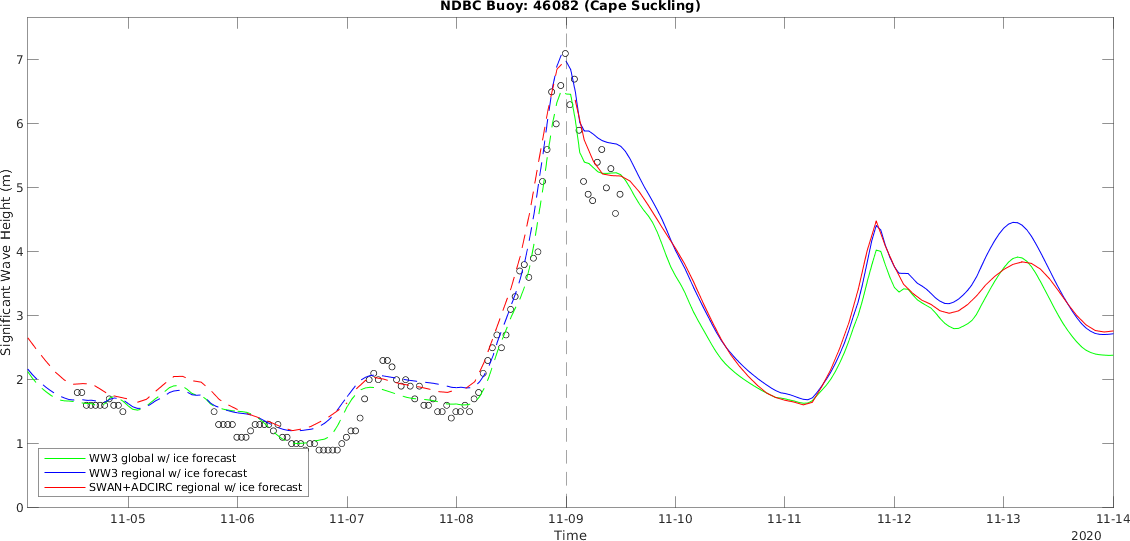 NDBC Buoy: 46082 (Cape Suckling)
Significant Wave Height (m)
7
6
5
4
3
2
1
0
WW3 global w/ ice forecast
WW3 regional w/ ice forecast
SWAN+ADCIRC regional w/ ice forecast
11-05 11-06 11-07 11-08 11-09 11-10 11-11 11-12 11-13 11-14
Time
2020